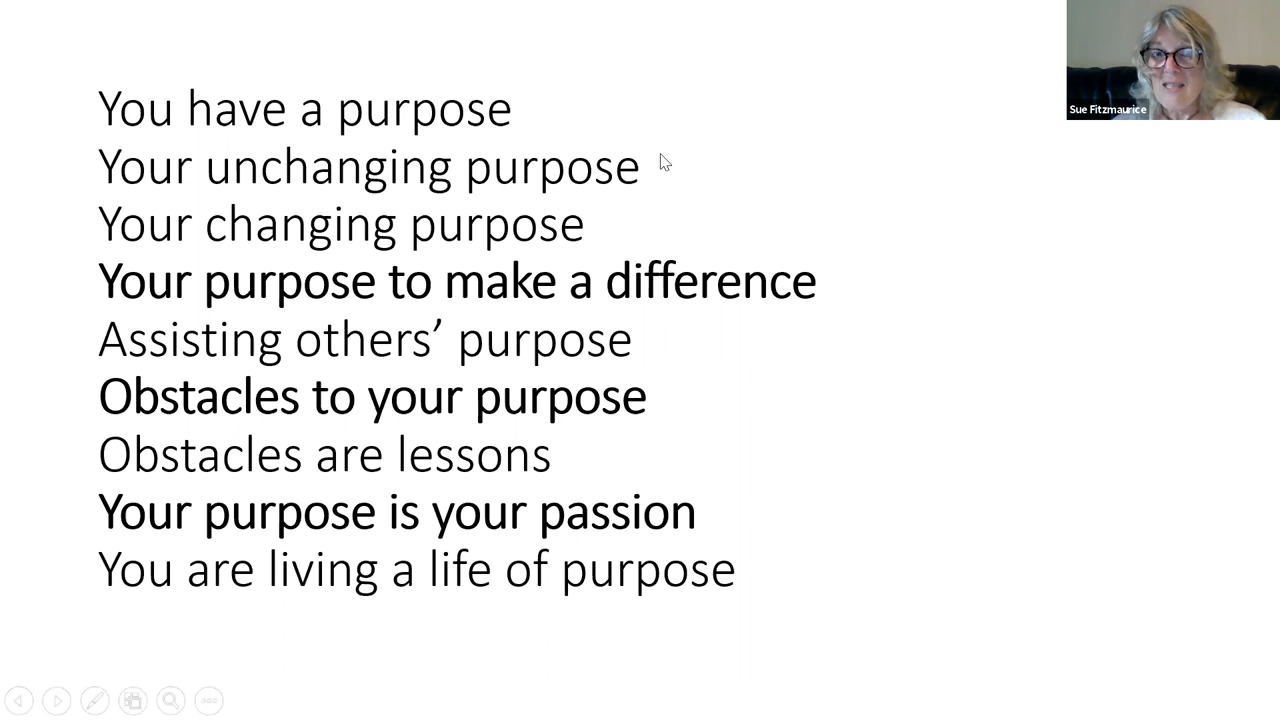 You have a purpose
Your unchanging purpose
Your changing purpose
Your purpose to make a difference
Assisting others’ purpose
Obstacles to your purpose
Obstacles are lessons
Your purpose is your passion
You are living a life of purpose
Sue Fitzmaurice